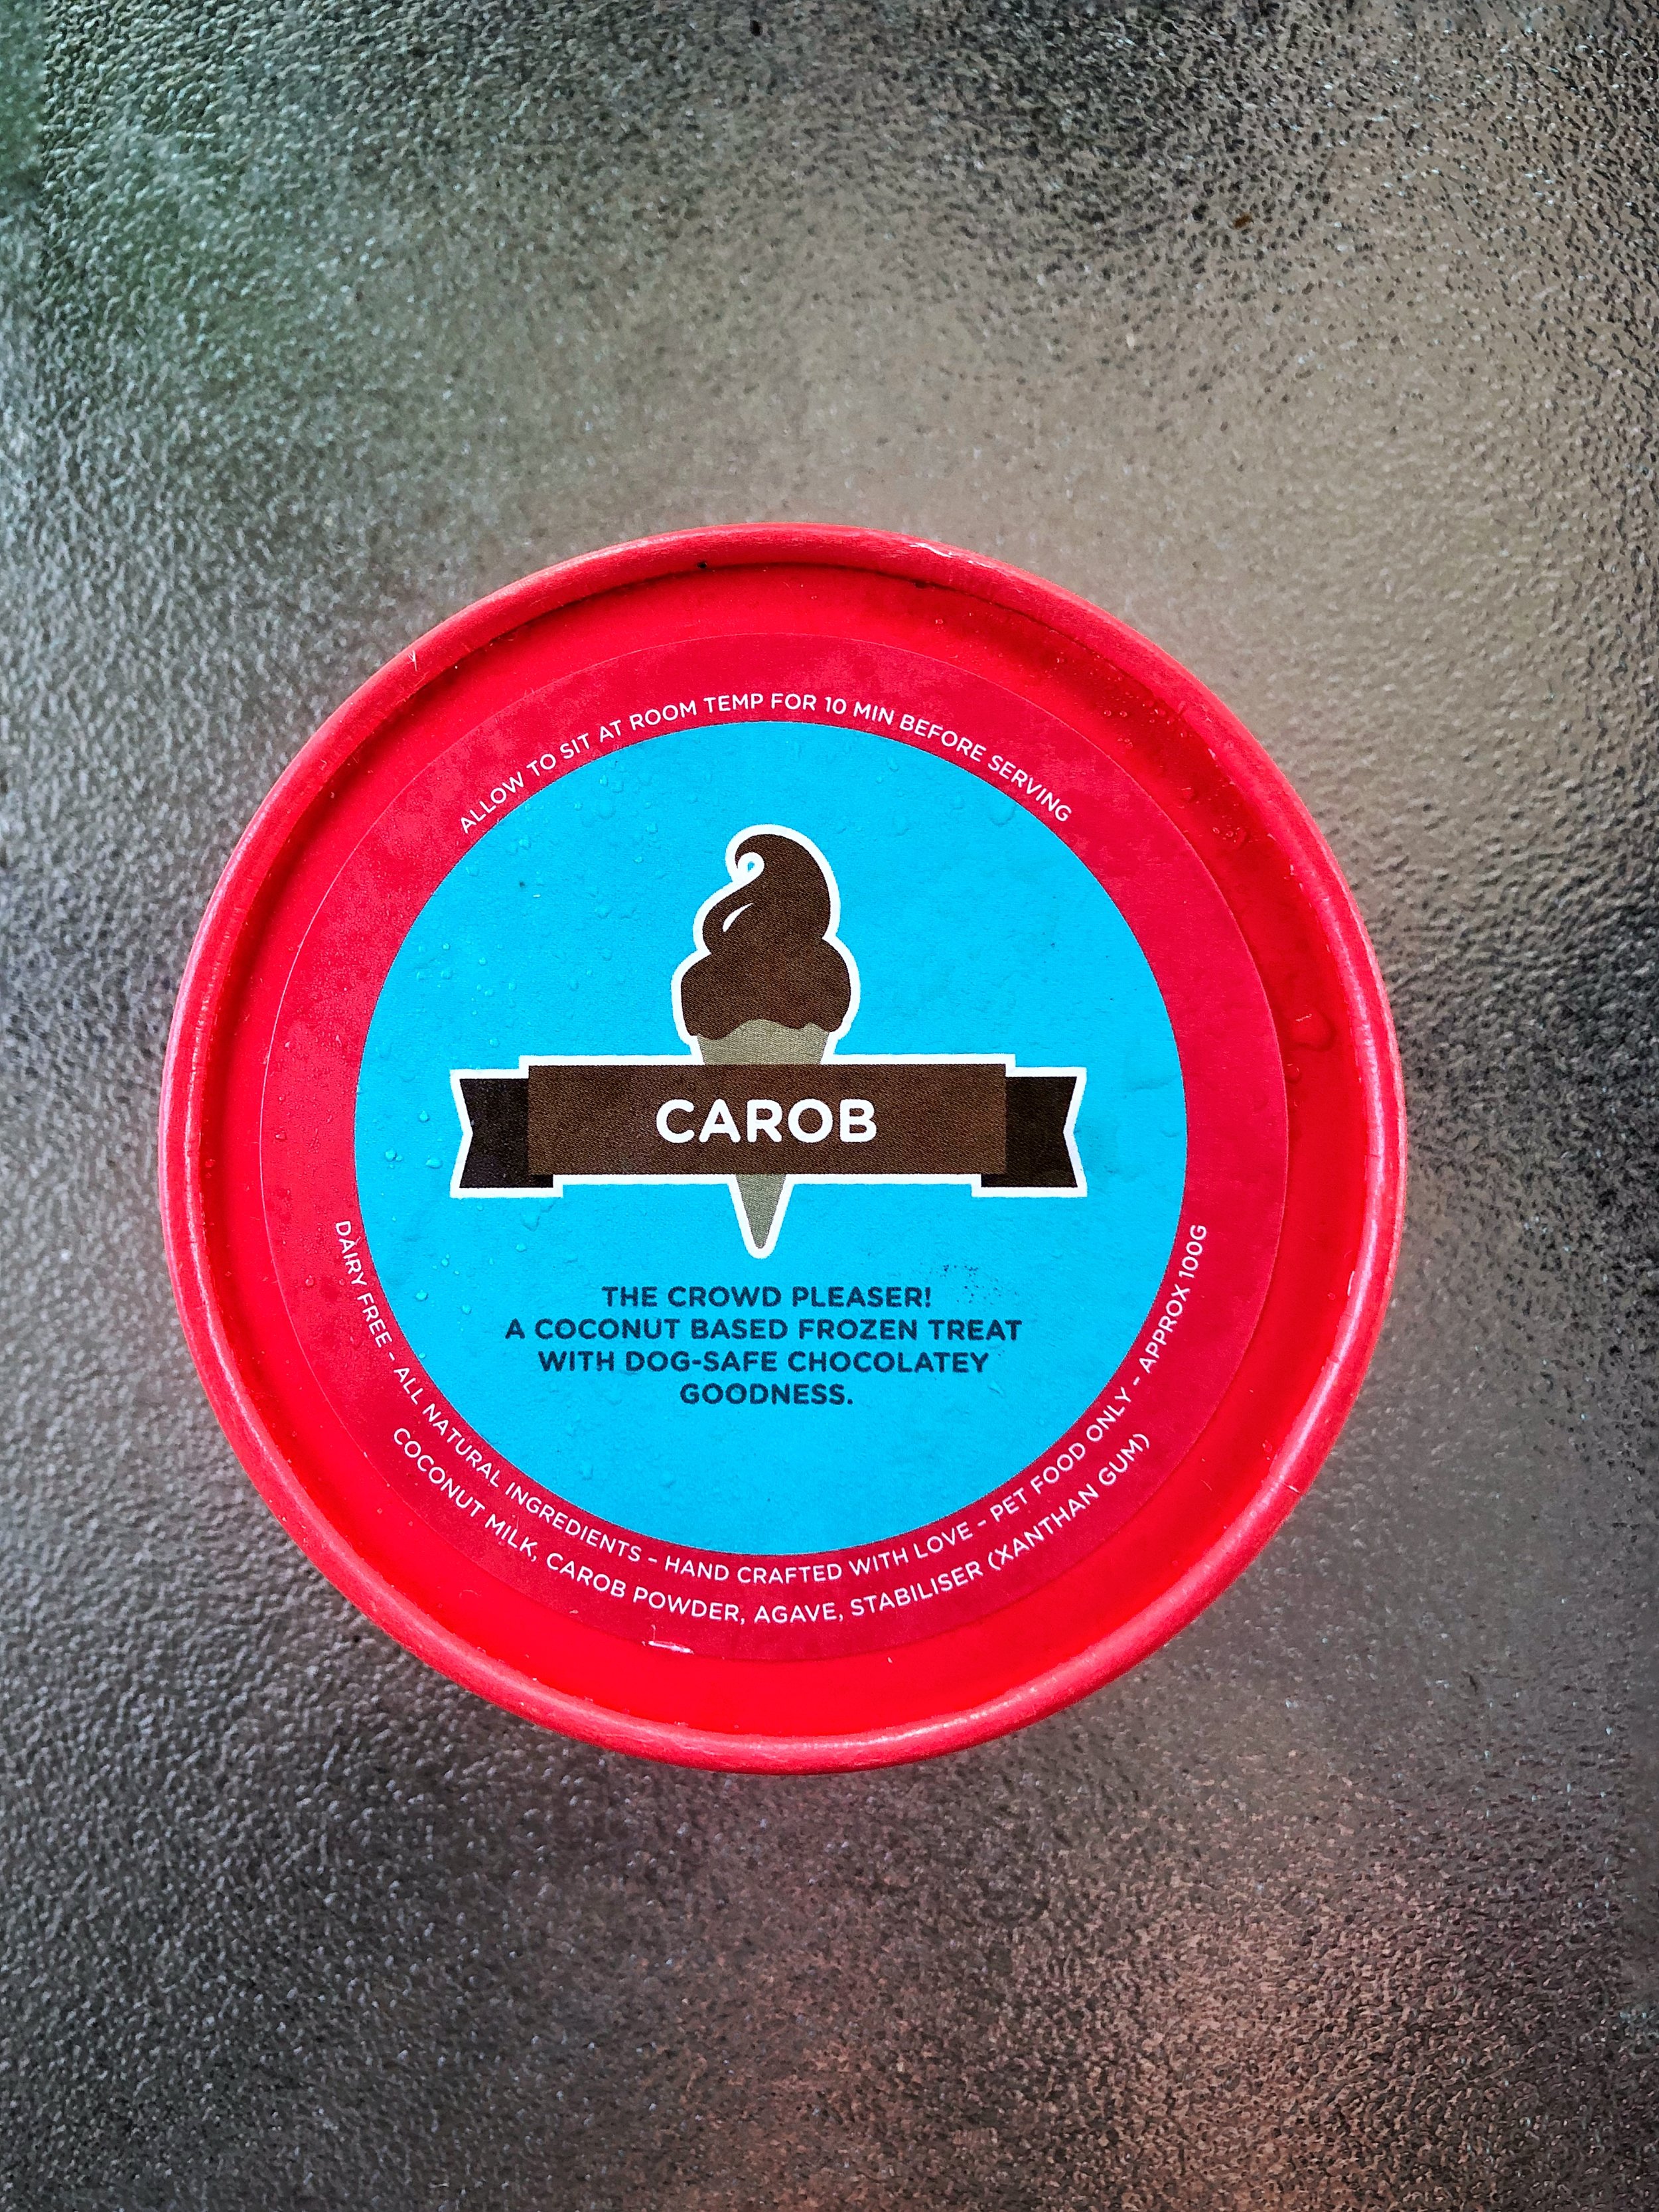 ALLOW TO SIT AT ROOM TEMP FOR 10 MIN BEFORE SERVING
CAROB
THE CROWD PLEASER!
A COCONUT BASED FROZEN TREAT
WITH DOG-SAFE CHOCOLATEY
GOODNESS.
DAIRY FREE - ALL NATURAL INGREDIENTS - HAND CRAFTED WITH LOVE - PET FOOD ONLY - APPROX 100G
COCONUT MILK, CAROB POWDER, AGAVE, STABILISER (XANTHAN GUM)